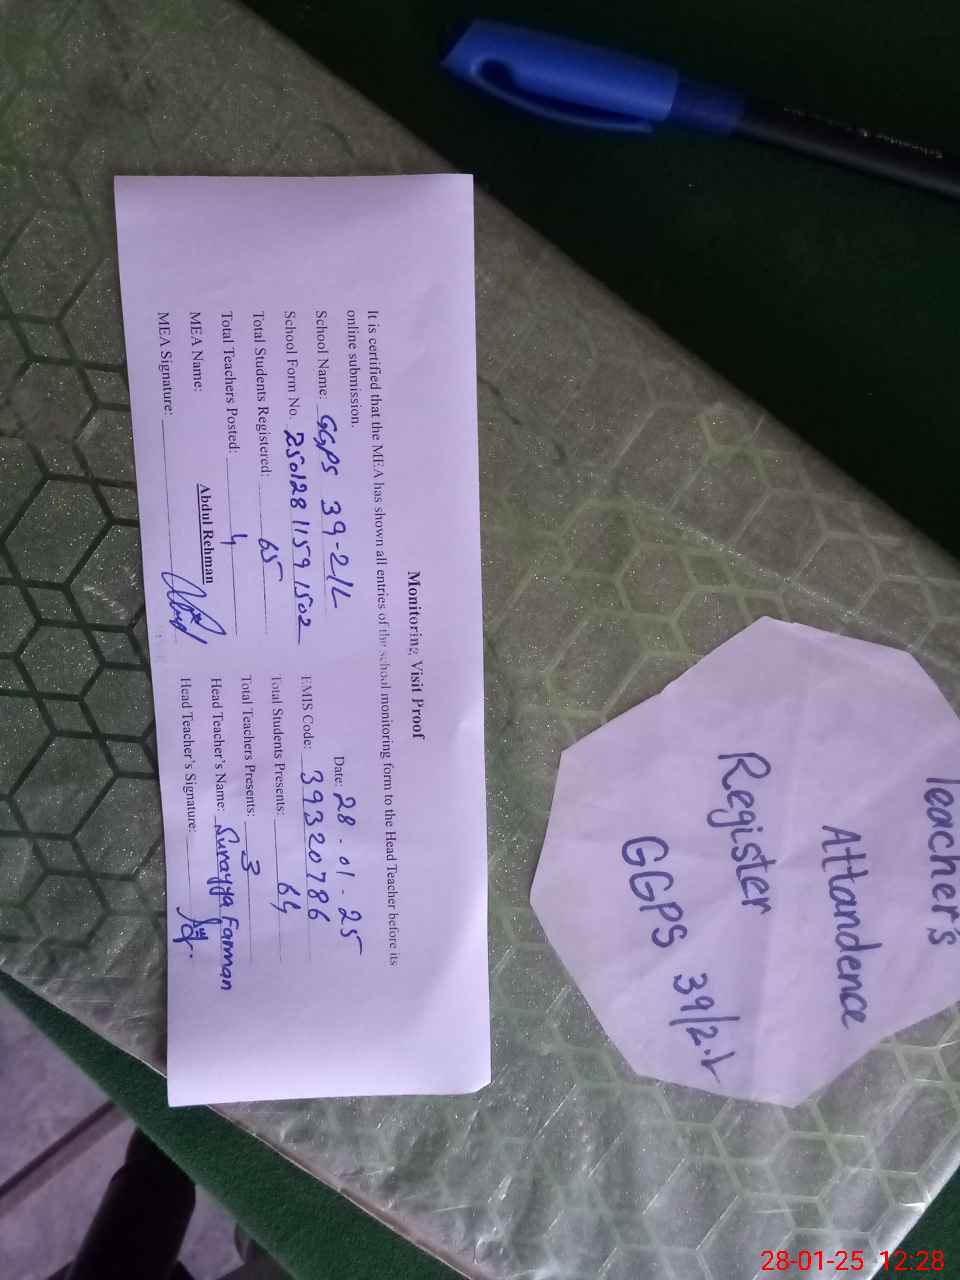 Monitoring Visit Proof
Date: 28-01-25
It is certified that the MEA has shown all entries of the school monitoring form to the Head Teacher before its
online submission.
School Name: GGPS 39-2/L EMIS Code: 39320786
School Form No. 25012811591502 Total Students Presents: 64
Total Students Registered: 65 Total Teachers Presents: 3
Total Teachers Posted: 4 Head Teacher's Name: Surayya Farman
MEA Name: Abdul Rehman Head Teacher's Signature:
MEA Signature:
Teacher's
Attandence
Register
GGPS 39/2.L
28-01-25 12:28